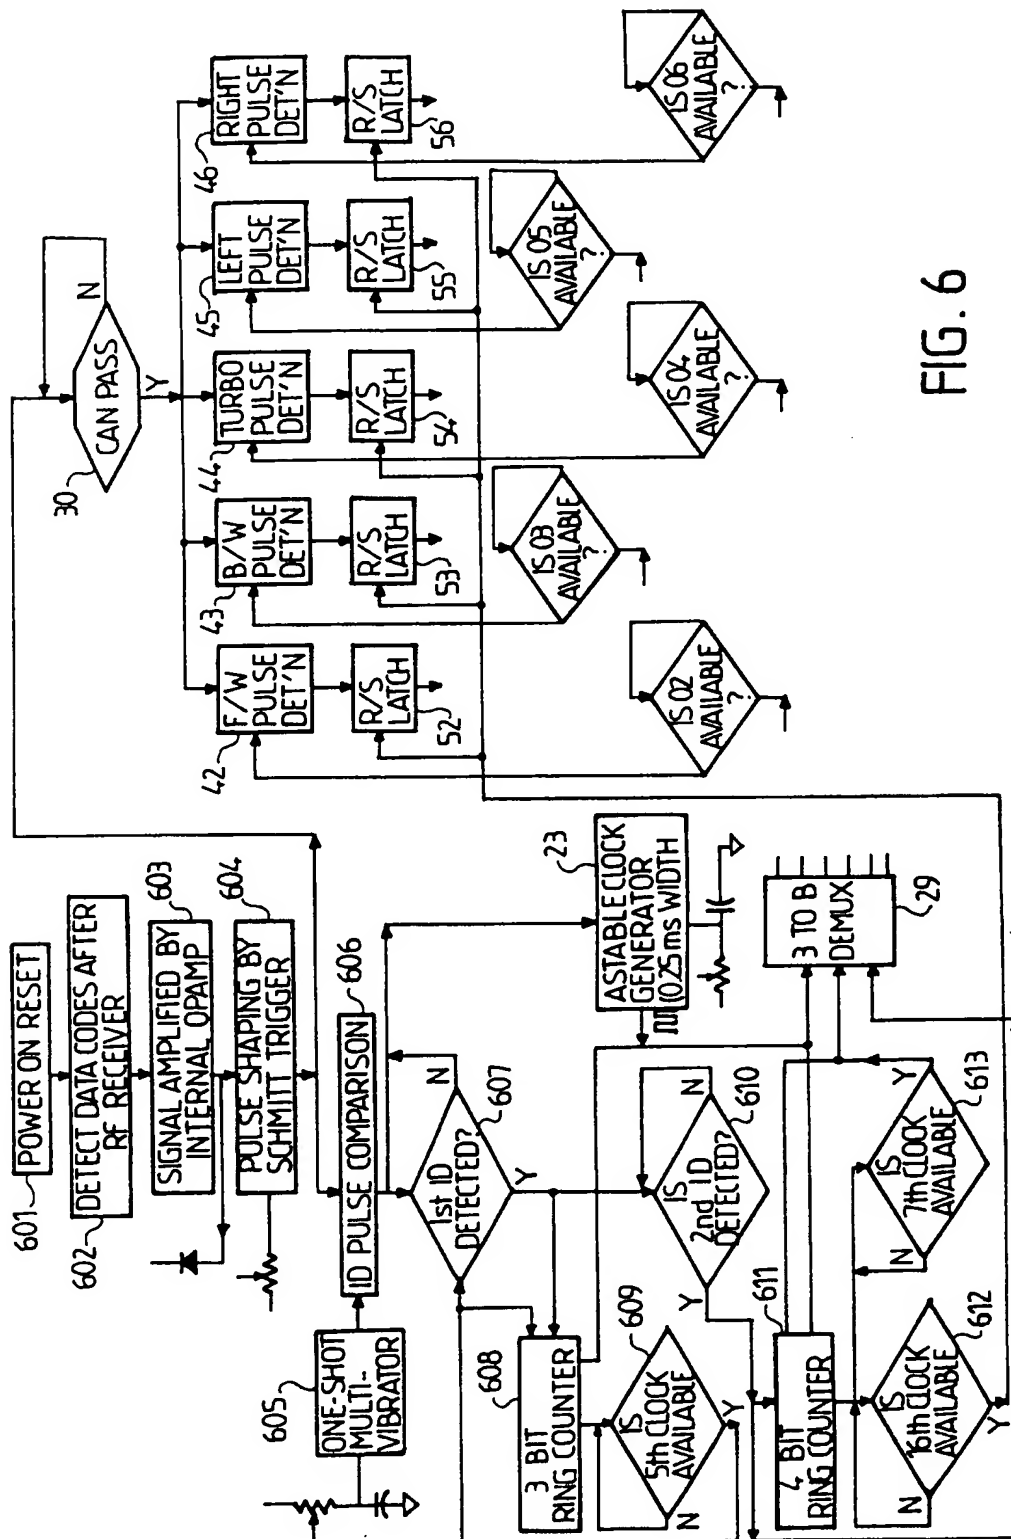 601
POWER ON RESET
602
DETECT DATA CODES AFTER
RF RECEIVER
603
SIGNAL AMPLIFIED BY
INTERNAL OPAMP
604
PULSE SHAPING BY
SCHMITT TRIGGER
605
ONE-SHOT
MULTI-
VIBRATOR
606
ID PULSE COMPARISON
607
1st ID
DETECTED?
N
Y
608
3 BIT
RING COUNTER
609
IS
5th CLOCK
AVAILABLE
N
Y
610
IS
2nd ID
DETECTED?
N
Y
611
4 BIT
RING COUNTER
612
IS
16th CLOCK
AVAILABLE
N
Y
613
IS
7th CLOCK
AVAILABLE
N
Y
23
ASTABLE CLOCK
GENERATOR
(0.25ms WIDTH
29
3 TO B
DEMUX
30
CAN PASS
N
Y
42
F/W
PULSE
DET'N
43
B/W
PULSE
DET'N
44
TURBO
PULSE
DET'N
45
LEFT
PULSE
DET'N
46
RIGHT
PULSE
DET'N
R/S
LATCH
52
R/S
LATCH
53
R/S
LATCH
54
R/S
LATCH
55
R/S
LATCH
56
IS 02
AVAILABLE
?
IS 03
AVAILABLE
?
IS 04
AVAILABLE
?
IS 05
AVAILABLE
?
IS 06
AVAILABLE
?
FIG. 6